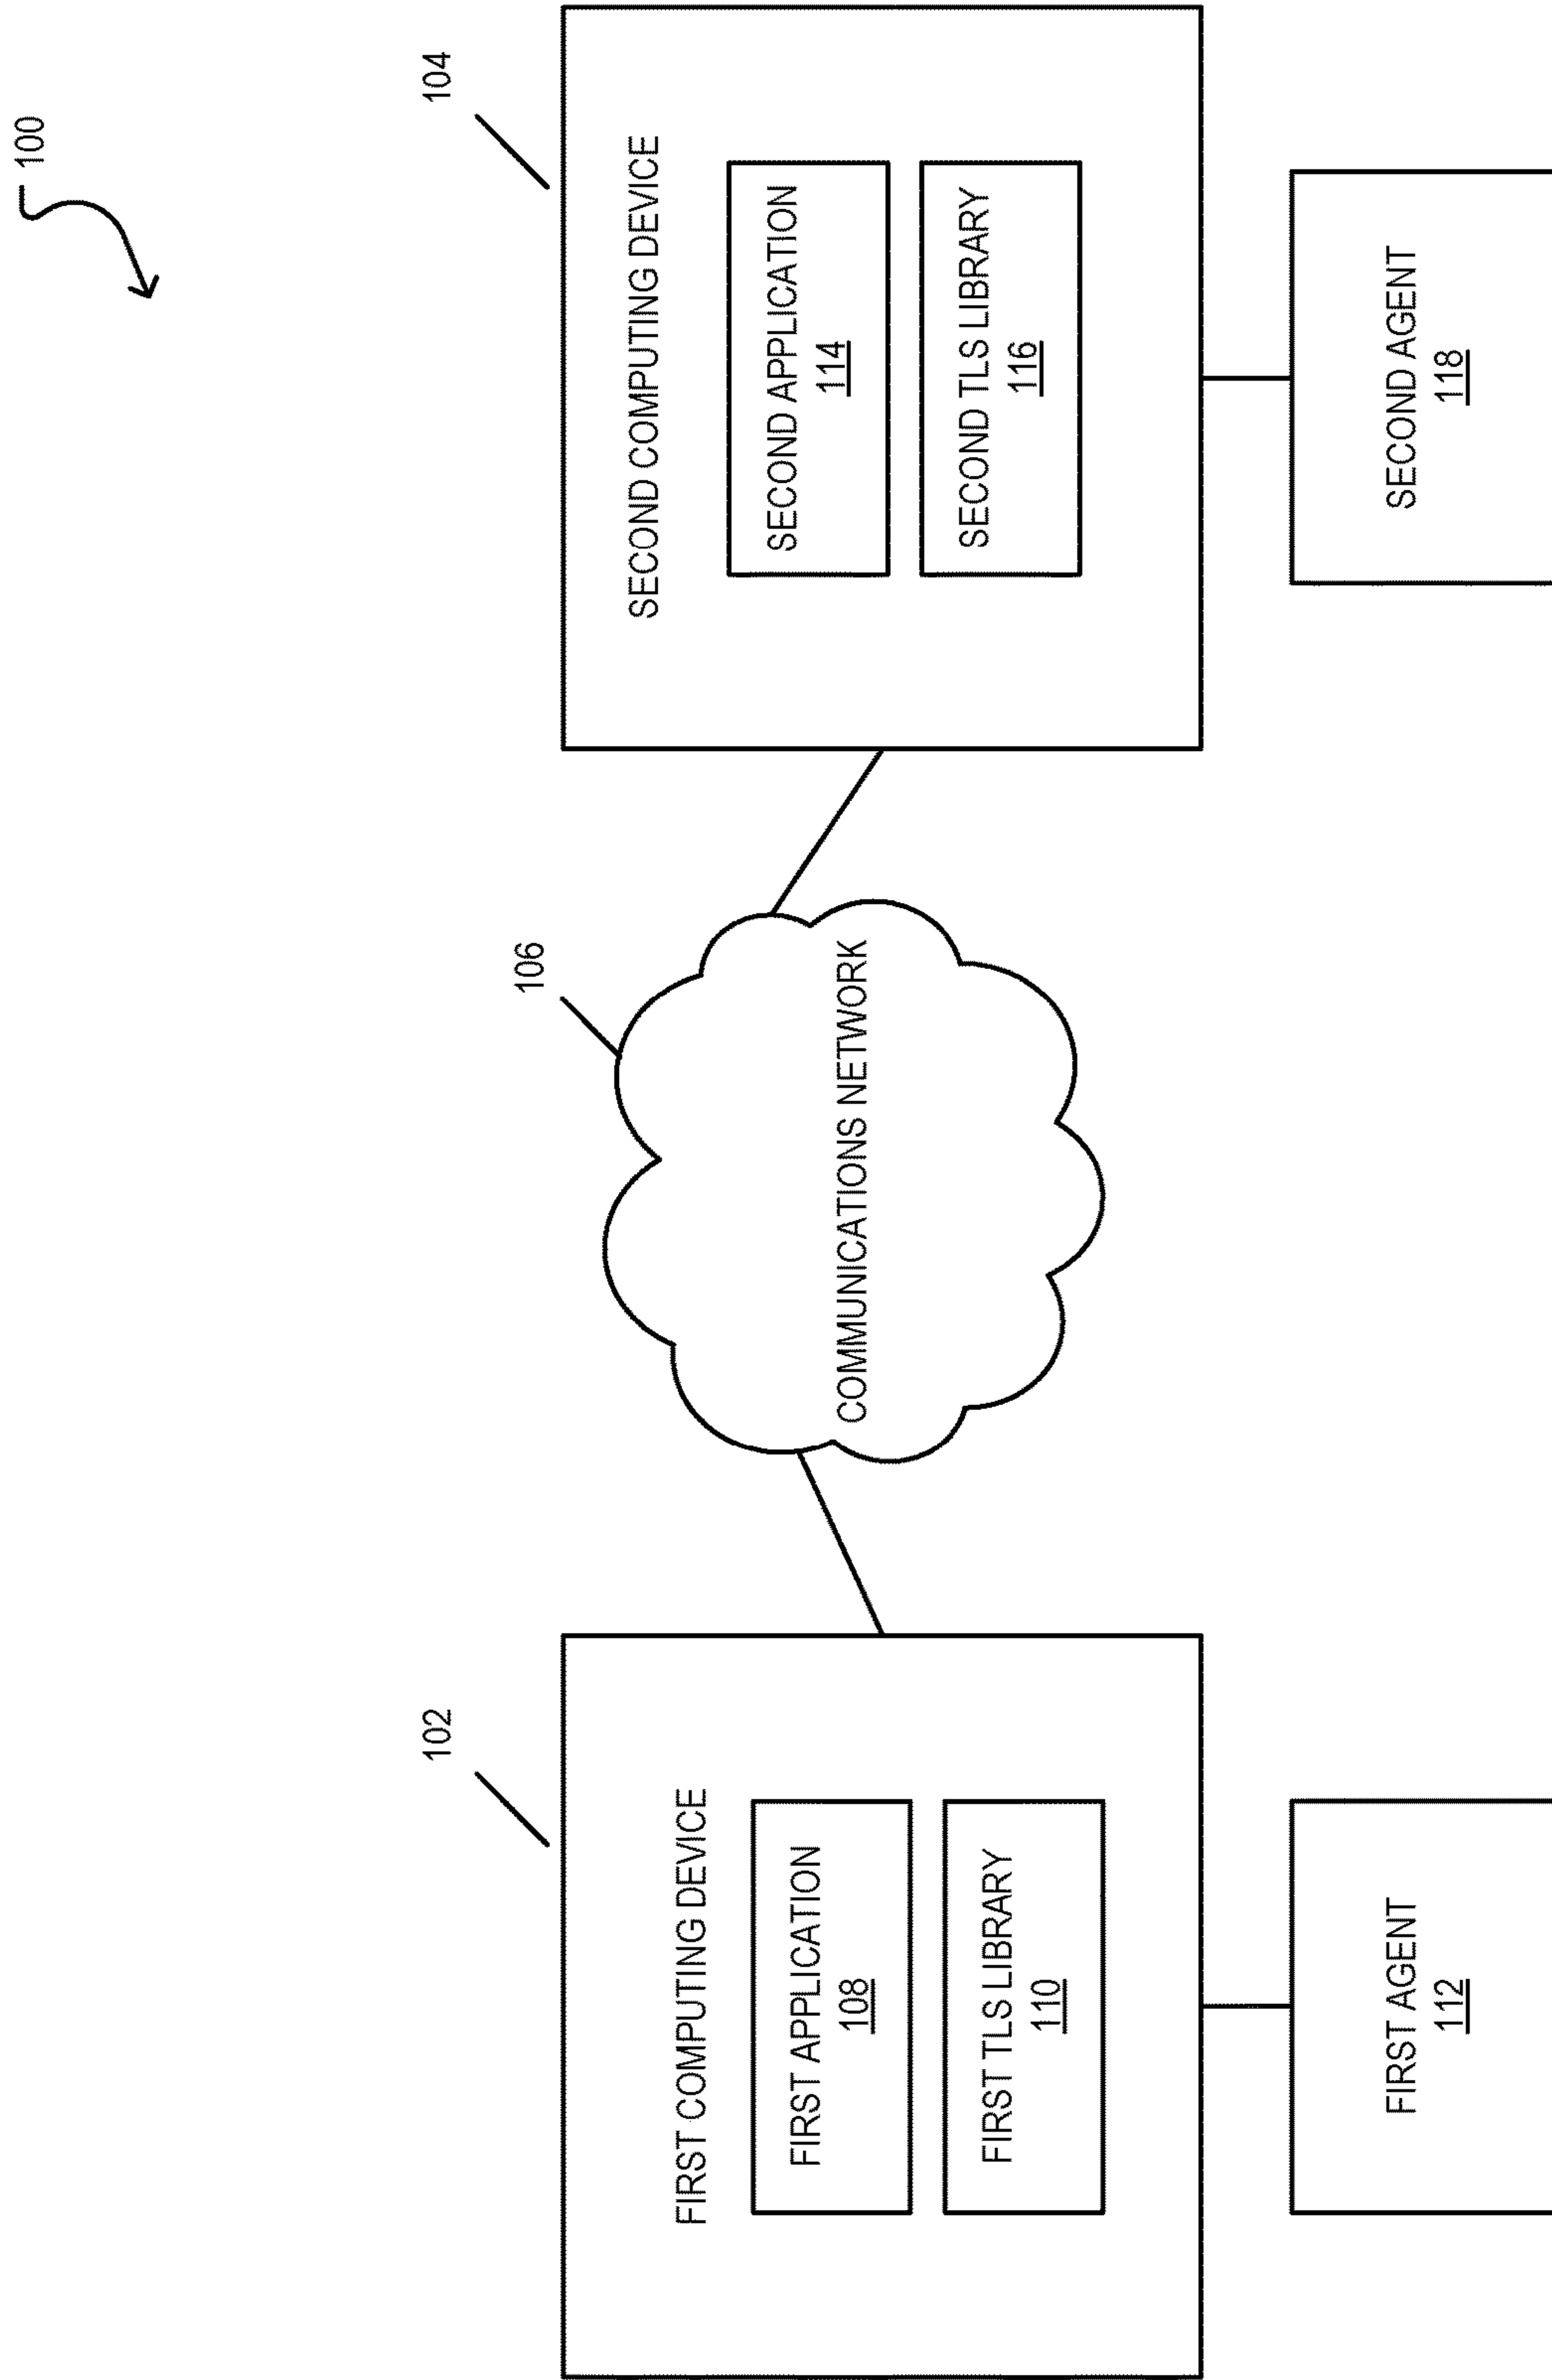 100
102
FIRST COMPUTING DEVICE
FIRST APPLICATION
108
FIRST TLS LIBRARY
110
FIRST AGENT
112
106
COMMUNICATIONS NETWORK
104
SECOND COMPUTING DEVICE
SECOND APPLICATION
114
SECOND TLS LIBRARY
116
SECOND AGENT
118